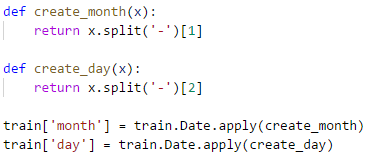 def create_month(x):
    return x.split('-')[1]
def create_day(x):
    return x.split('-')[2]
train['month'] = train.Date.apply(create_month)
train['day'] = train.Date.apply(create_day)